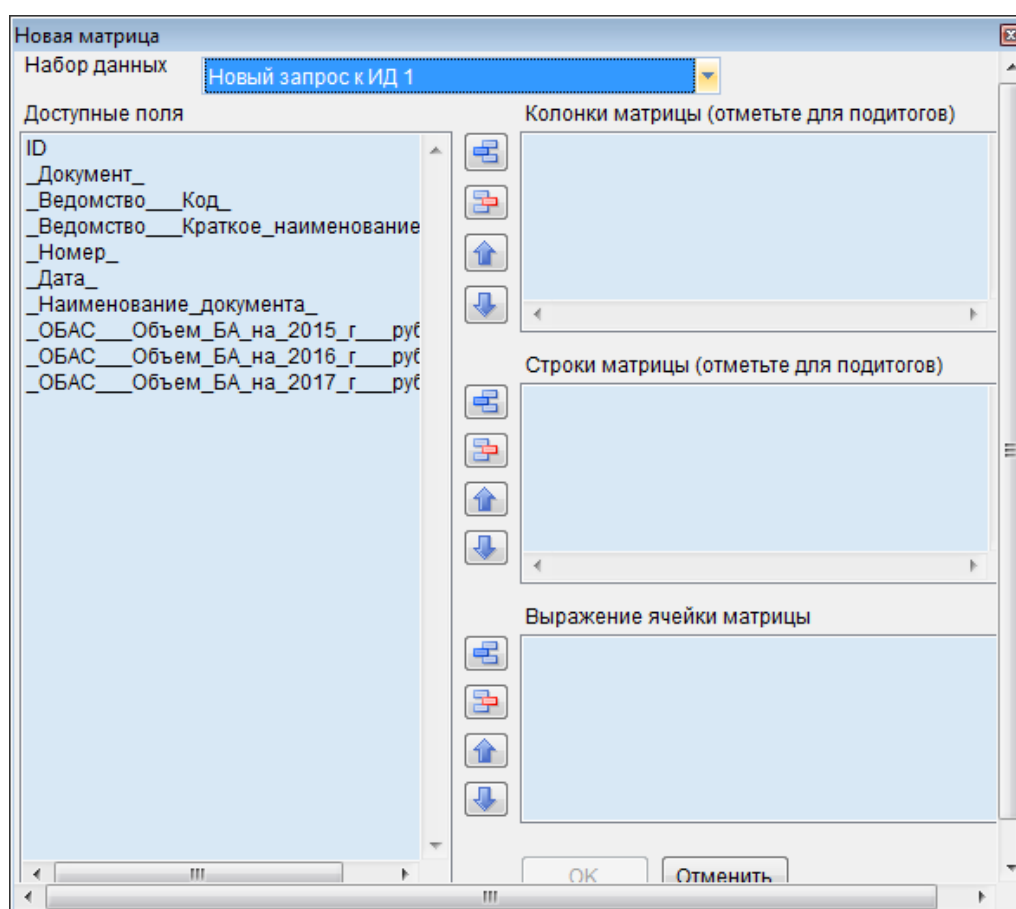 Новая матрица
Набор данных
Новый запрос к ИД 1
Доступные поля
ID
_Документ_
_Ведомство___Код_
_Ведомство___Краткое_наименование
_Номер_
_Дата_
_Наименование_документа_
_ОБАС___Объем_БА_на_2015_г___руб
_ОБАС___Объем_БА_на_2016_г___руб
_ОБАС___Объем_БА_на_2017_г___руб
Колонки матрицы (отметьте для подитогов)
Строки матрицы (отметьте для подитогов)
Выражение ячейки матрицы
OK
Отменить